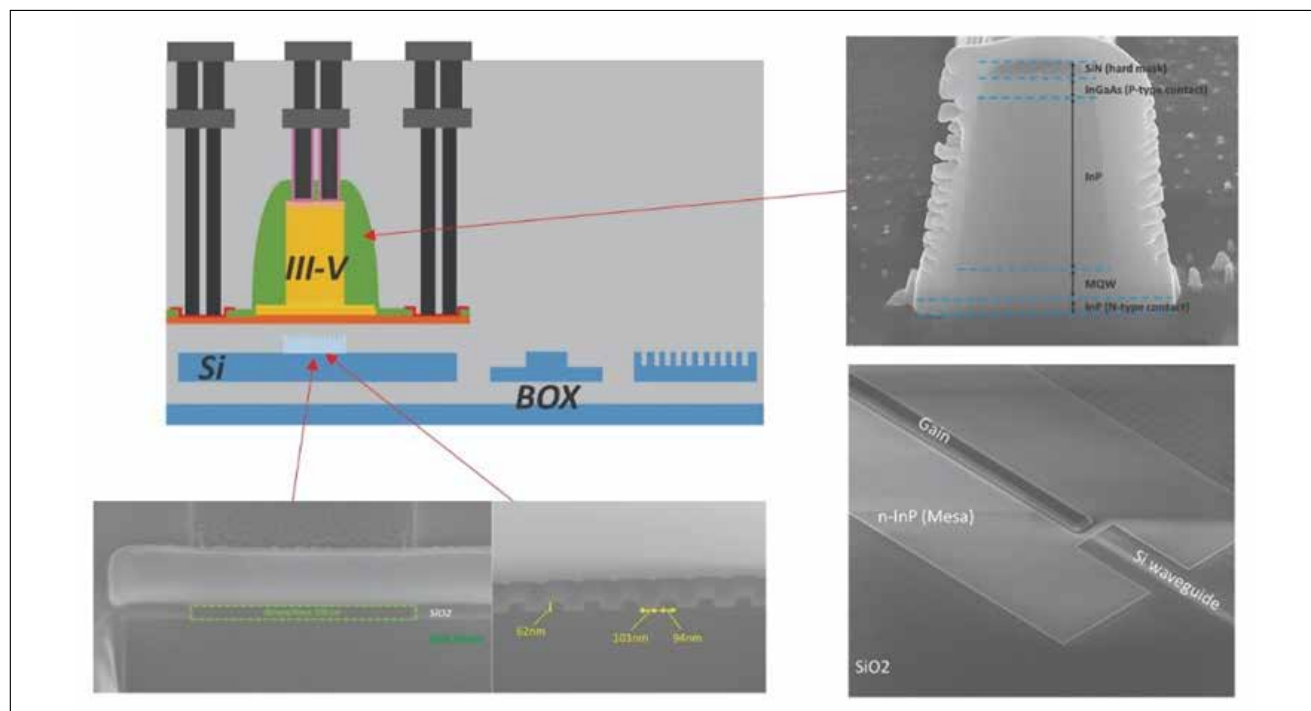 III-V
Si
BOX
SiN (hard mask)
InGaAs (P-type contact)
InP
MQW
InP (N-type contact)
Gain
n-InP (Mesa)
Si waveguide
SiO2
SiO2
62nm
103nm
94nm